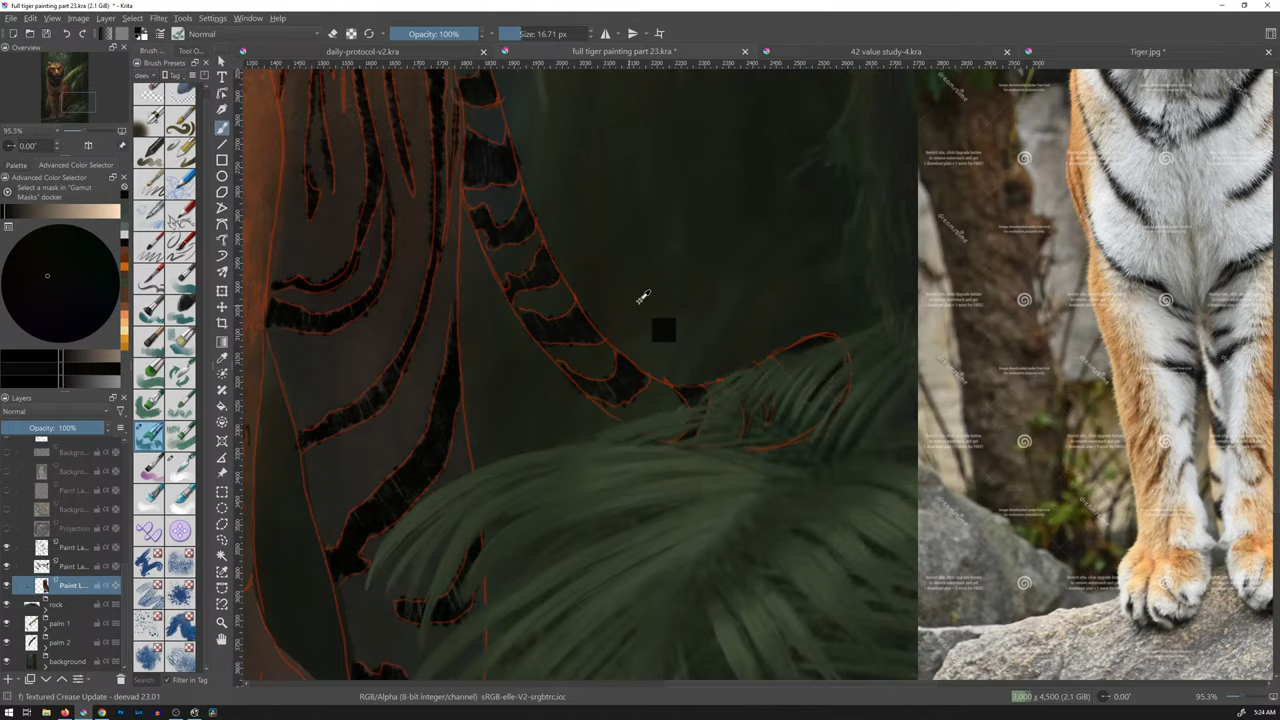 full tiger painting part 23.kra (2.1 GiB) * - Krita
File Edit View Image Layer Select Filter Tools Settings Window Help
Normal
Opacity: 100%
Size: 16.71 px
Overview
Brush ...
Tool O...
daily-protocol-v2.kra
full tiger painting part 23.kra *
42 value study-4.kra
Tiger.jpg *
Brush Presets
Tag
95.3%
0.00°
Palette
Advanced Color Selector
Advanced Color Selector
Select a mask in "Gamut
Masks" docker
Layers
Normal
Opacity: 100%
Backgro...
Backgro...
Paint La...
Backgro...
Projection
Paint La...
Paint La...
Paint L...
rock
palm 1
palm 2
background
Search
Filter in Tag
f) Textured Crease Update - deevad 23.01
RGB/Alpha (8-bit integer/channel) sRGB-elle-V2-srgbtrc.icc
3,000 x 4,500 (2.1 GiB)
0.00°
95.3%
5:24 AM